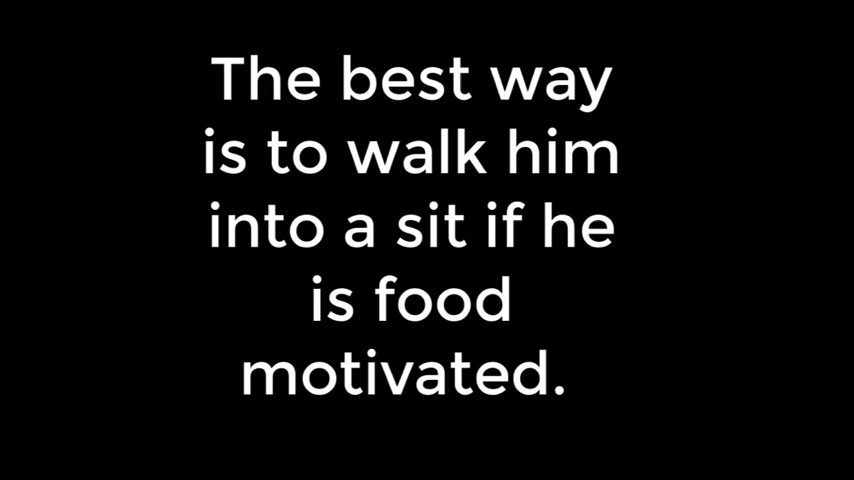 The best way
is to walk him
into a sit if he
is food
motivated.